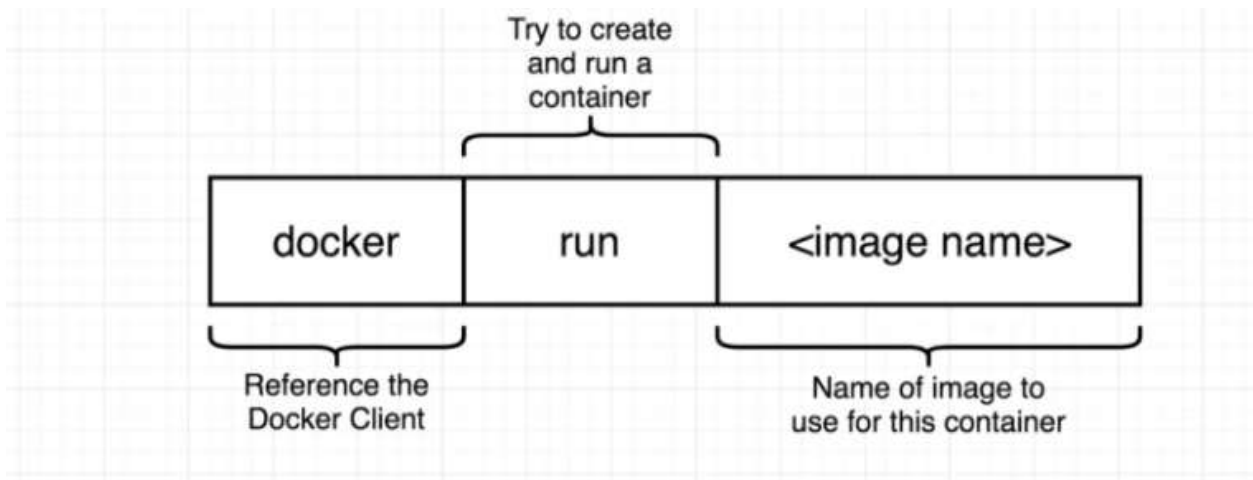 Try to create
and run a
container
docker
run
<image name>
Reference the
Docker Client
Name of image to
use for this container